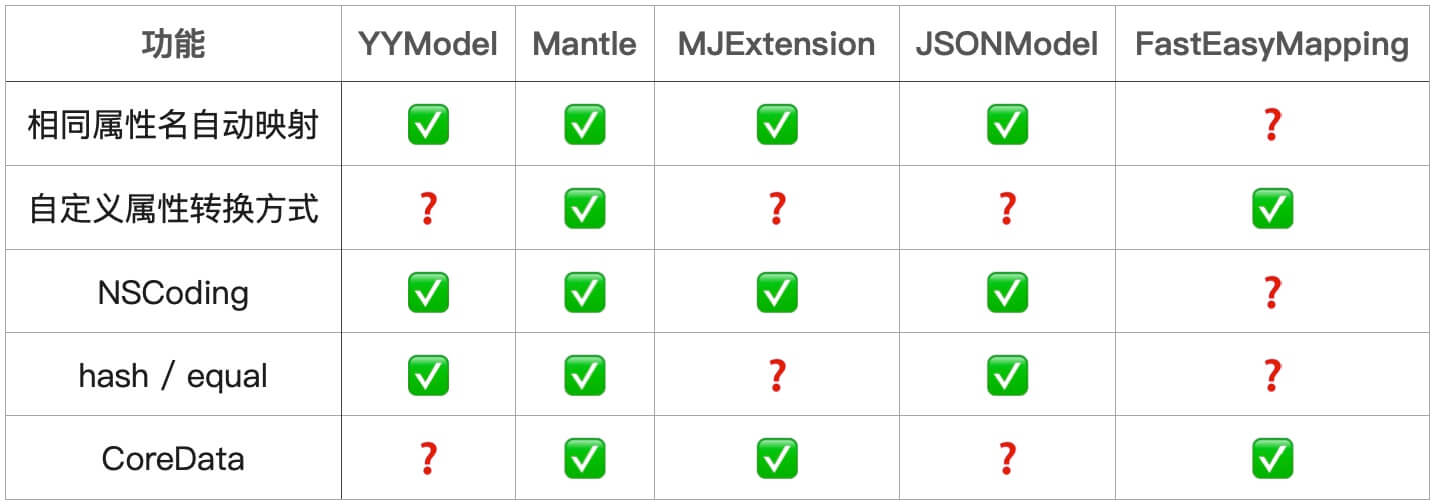 功能 YYModel Mantle MJExtension JSONModel FastEasyMapping
相同属性名自动映射 ✅ ✅ ✅ ✅ ❓
自定义属性转换方式 ❓ ✅ ❓ ❓ ✅
NSCoding ✅ ✅ ✅ ✅ ❓
hash / equal ✅ ✅ ❓ ✅ ❓
CoreData ❓ ✅ ✅ ❓ ✅